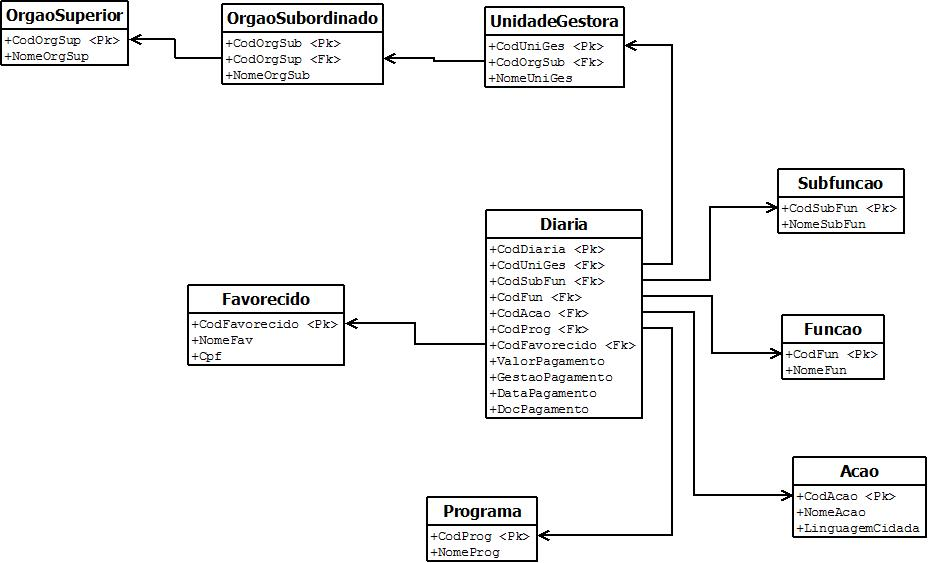 OrgaoSuperior
+CodOrgSup <Pk>
+NomeOrgSup
OrgaoSubordinado
+CodOrgSub <Pk>
+CodOrgSup <Fk>
+NomeOrgSub
UnidadeGestora
+CodUniGes <Pk>
+CodOrgSub <Fk>
+NomeUniGes
Subfuncao
+CodSubFun <Pk>
+NomeSubFun
Diaria
+CodDiaria <Pk>
+CodUniGes <Fk>
+CodSubFun <Fk>
+CodFun <Fk>
+CodAcao <Fk>
+CodProg <Fk>
+CodFavorecido <Fk>
+ValorPagamento
+GestaoPagamento
+DataPagamento
+DocPagamento
Favorecido
+CodFavorecido <Pk>
+NomeFav
+Cpf
Funcao
+CodFun <Pk>
+NomeFun
Acao
+CodAcao <Pk>
+NomeAcao
+LinguagemCidada
Programa
+CodProg <Pk>
+NomeProg